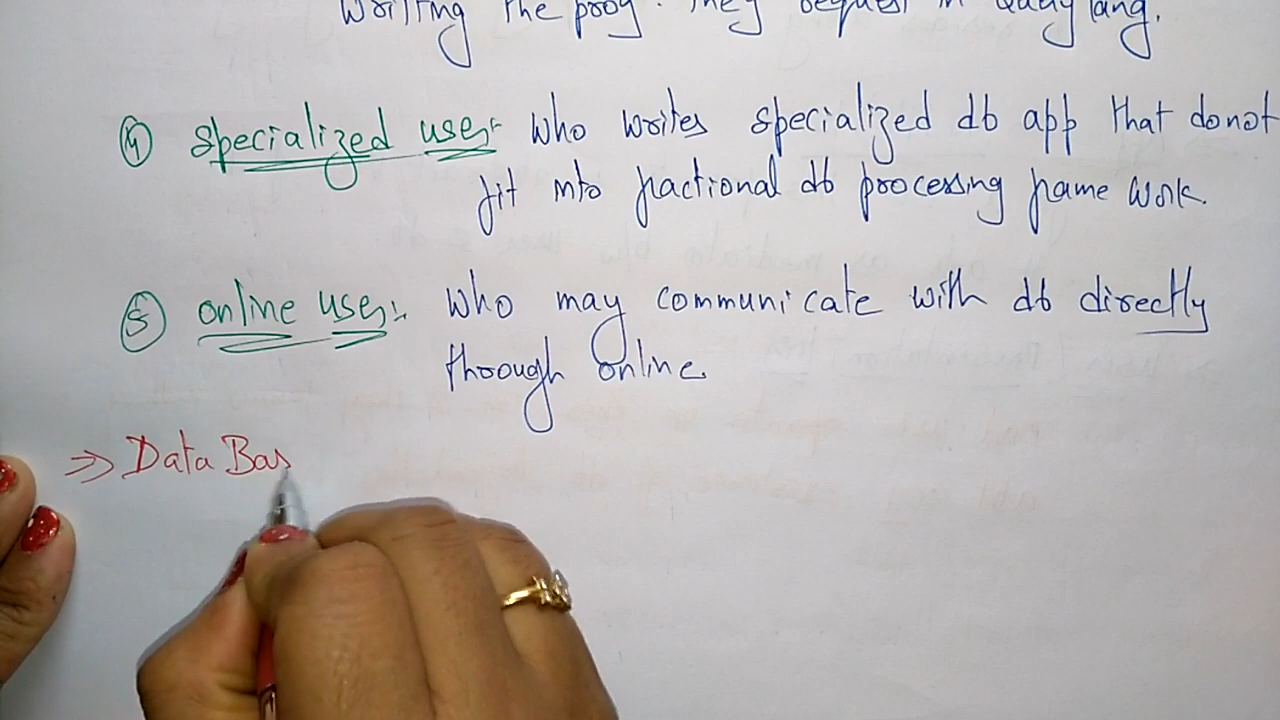 writing the prog. They request in Query lang.
④ specialized user:- who writes specialized db app that donot
fit into fractional db processing frame work.
⑤ online user:- who may communicate with db directly
through online.
⇒ Data Bas